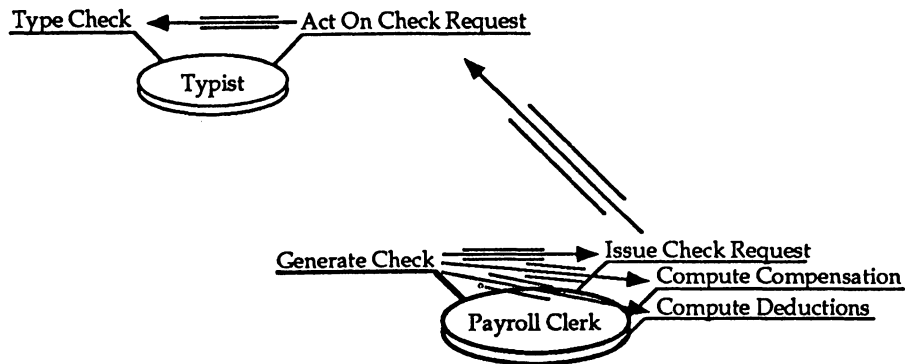 Type Check
Act On Check Request
Typist
Generate Check
Issue Check Request
Compute Compensation
Payroll Clerk
Compute Deductions